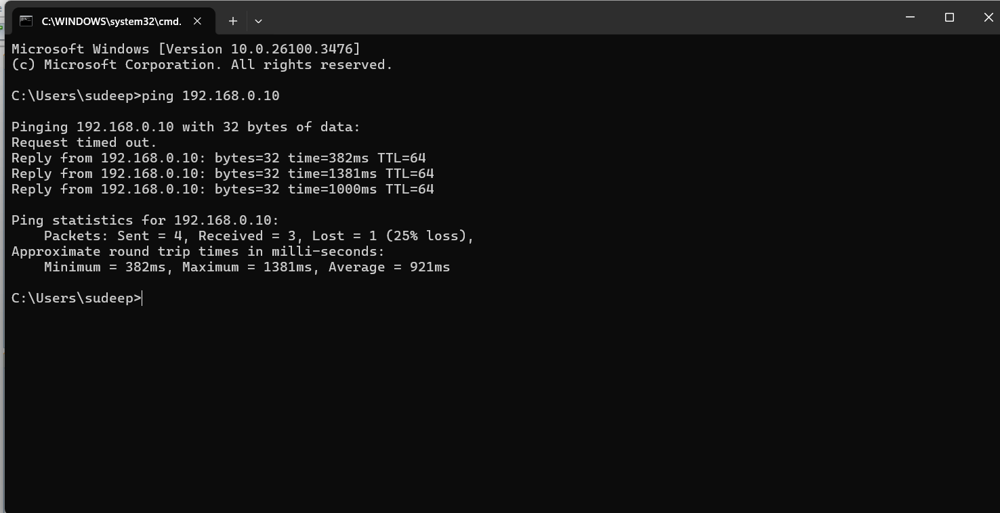 C:\WINDOWS\system32\cmd.
Microsoft Windows [Version 10.0.26100.3476]
(c) Microsoft Corporation. All rights reserved.
C:\Users\sudeep>ping 192.168.0.10
Pinging 192.168.0.10 with 32 bytes of data:
Request timed out.
Reply from 192.168.0.10: bytes=32 time=382ms TTL=64
Reply from 192.168.0.10: bytes=32 time=1381ms TTL=64
Reply from 192.168.0.10: bytes=32 time=1000ms TTL=64
Ping statistics for 192.168.0.10:
    Packets: Sent = 4, Received = 3, Lost = 1 (25% loss),
Approximate round trip times in milli-seconds:
    Minimum = 382ms, Maximum = 1381ms, Average = 921ms
C:\Users\sudeep>